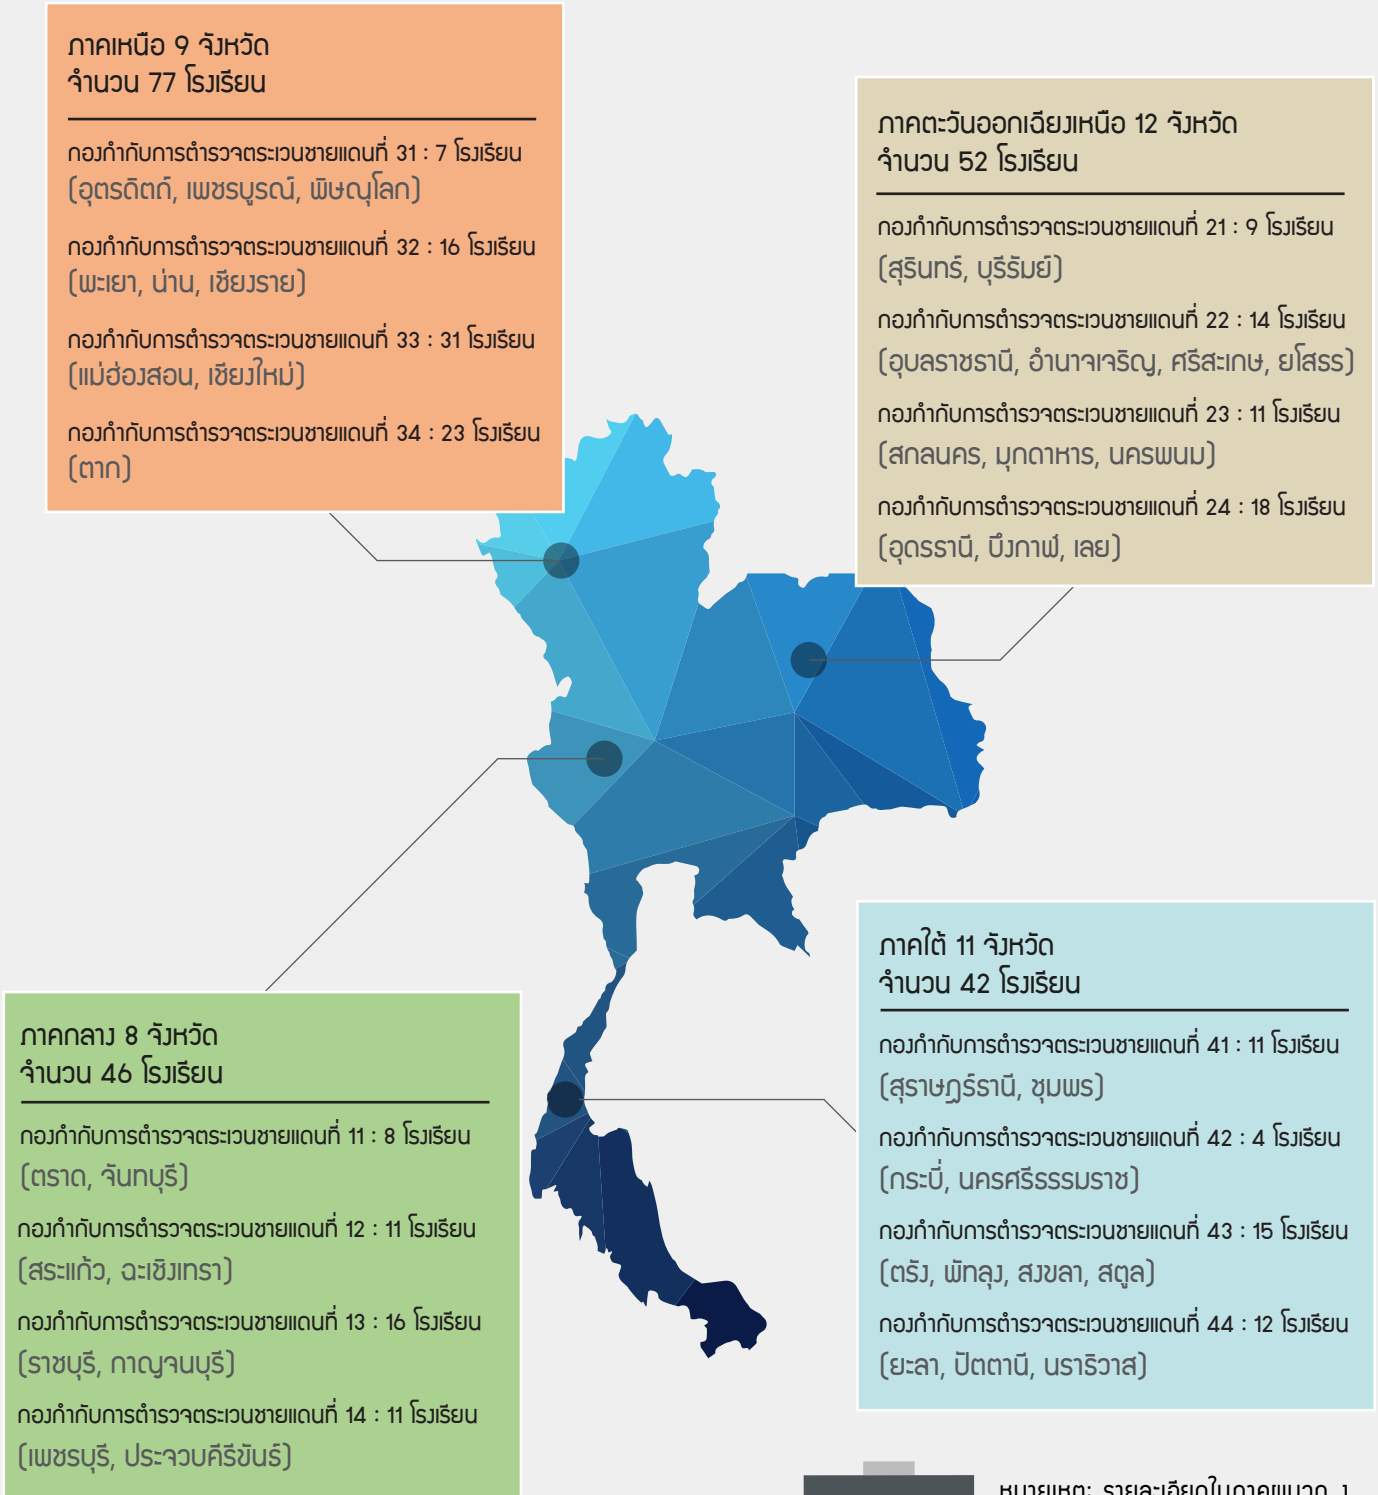 ภาคเหนือ 9 จังหวัด
จำนวน 77 โรงเรียน
กองกำกับการตำรวจตระเวนชายแดนที่ 31 : 7 โรงเรียน
(อุตรดิตถ์, เพชรบูรณ์, พิษณุโลก)
กองกำกับการตำรวจตระเวนชายแดนที่ 32 : 16 โรงเรียน
(พะเยา, น่าน, เชียงราย)
กองกำกับการตำรวจตระเวนชายแดนที่ 33 : 31 โรงเรียน
(แม่ฮ่องสอน, เชียงใหม่)
กองกำกับการตำรวจตระเวนชายแดนที่ 34 : 23 โรงเรียน
(ตาก)
ภาคตะวันออกเฉียงเหนือ 12 จังหวัด
จำนวน 52 โรงเรียน
กองกำกับการตำรวจตระเวนชายแดนที่ 21 : 9 โรงเรียน
(สุรินทร์, บุรีรัมย์)
กองกำกับการตำรวจตระเวนชายแดนที่ 22 : 14 โรงเรียน
(อุบลราชธานี, อำนาจเจริญ, ศรีสะเกษ, ยโสธร)
กองกำกับการตำรวจตระเวนชายแดนที่ 23 : 11 โรงเรียน
(สกลนคร, มุกดาหาร, นครพนม)
กองกำกับการตำรวจตระเวนชายแดนที่ 24 : 18 โรงเรียน
(อุดรธานี, บึงกาฬ, เลย)
ภาคกลาง 8 จังหวัด
จำนวน 46 โรงเรียน
กองกำกับการตำรวจตระเวนชายแดนที่ 11 : 8 โรงเรียน
(ตราด, จันทบุรี)
กองกำกับการตำรวจตระเวนชายแดนที่ 12 : 11 โรงเรียน
(สระแก้ว, ฉะเชิงเทรา)
กองกำกับการตำรวจตระเวนชายแดนที่ 13 : 16 โรงเรียน
(ราชบุรี, กาญจนบุรี)
กองกำกับการตำรวจตระเวนชายแดนที่ 14 : 11 โรงเรียน
(เพชรบุรี, ประจวบคีรีขันธ์)
ภาคใต้ 11 จังหวัด
จำนวน 42 โรงเรียน
กองกำกับการตำรวจตระเวนชายแดนที่ 41 : 11 โรงเรียน
(สุราษฎร์ธานี, ชุมพร)
กองกำกับการตำรวจตระเวนชายแดนที่ 42 : 4 โรงเรียน
(กระบี่, นครศรีธรรมราช)
กองกำกับการตำรวจตระเวนชายแดนที่ 43 : 15 โรงเรียน
(ตรัง, พัทลุง, สงขลา, สตูล)
กองกำกับการตำรวจตระเวนชายแดนที่ 44 : 12 โรงเรียน
(ยะลา, ปัตตานี, นราธิวาส)
หมายเหตุ: รายละเอียดในภาคผนวก ง